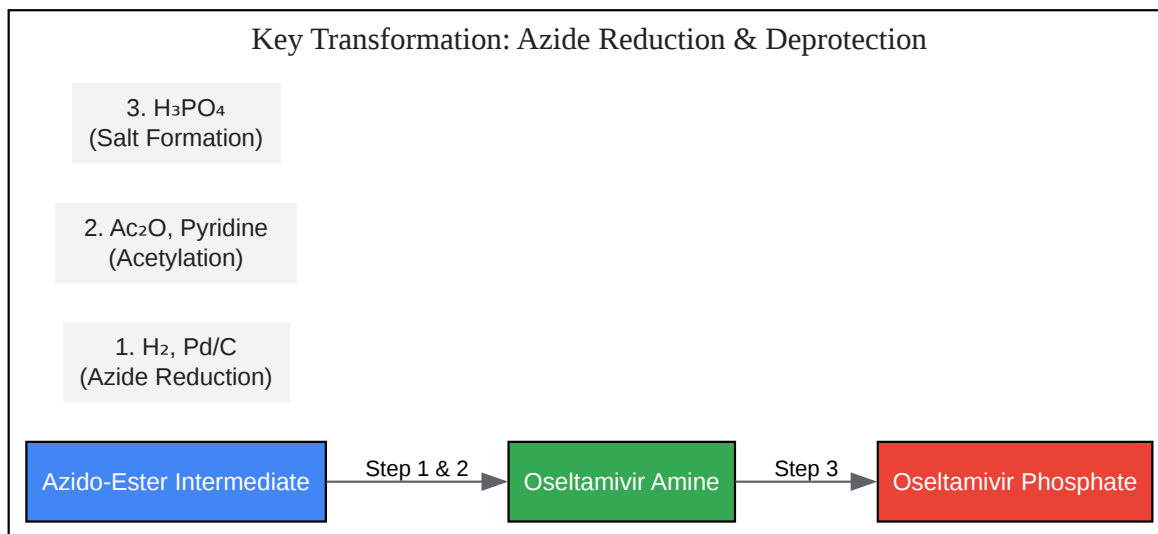 Key Transformation: Azide Reduction & Deprotection
3. H₃PO₄
(Salt Formation)
2. Ac₂O, Pyridine
(Acetylation)
1. H₂, Pd/C
(Azide Reduction)
Azido-Ester Intermediate
Step 1 & 2
Oseltamivir Amine
Step 3
Oseltamivir Phosphate